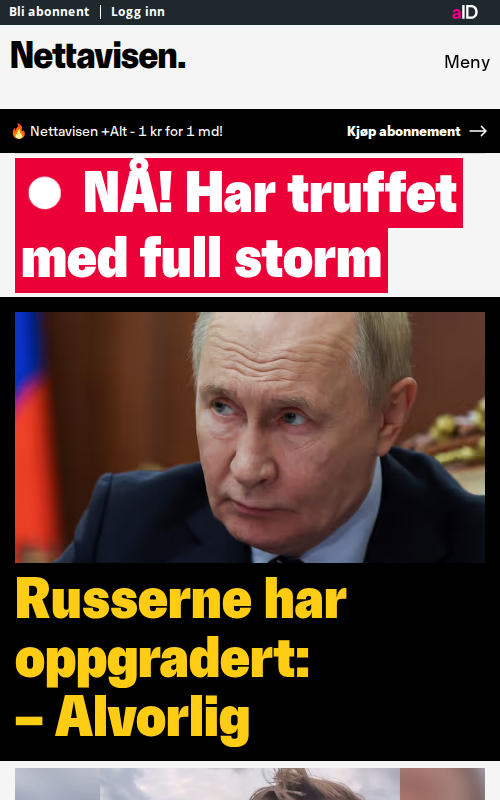 Bli abonnent | Logg inn
aID
Nettavisen.
Meny
🔥 Nettavisen +Alt - 1 kr for 1 md!
Kjøp abonnement →
NÅ! Har truffet
med full storm
Russerne har
oppgradert:
– Alvorlig